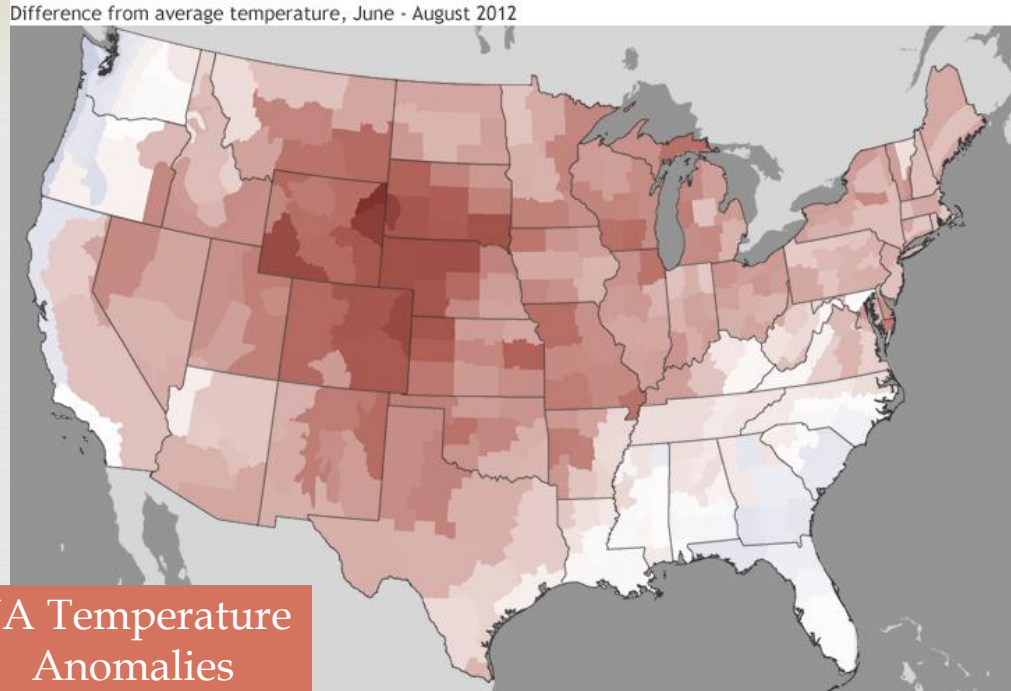 Difference from average temperature, June - August 2012
A Temperature
Anomalies